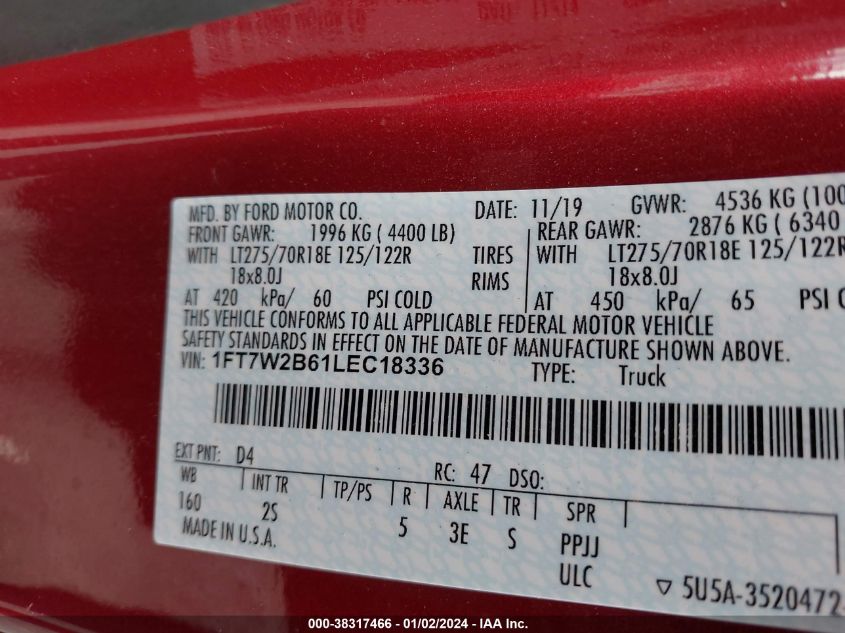 MFD. BY FORD MOTOR CO. DATE: 11/19 GVWR: 4536 KG (100
FRONT GAWR: 1996 KG ( 4400 LB) REAR GAWR: 2876 KG ( 6340
WITH LT275/70R18E 125/122R TIRES WITH LT275/70R18E 125/122R
18x8.0J RIMS 18x8.0J
AT 420 kPa/ 60 PSI COLD AT 450 kPa/ 65 PSI C
THIS VEHICLE CONFORMS TO ALL APPLICABLE FEDERAL MOTOR VEHICLE
SAFETY STANDARDS IN EFFECT ON THE DATE OF MANUFACTURE SHOWN ABOVE.
VIN: 1FT7W2B61LEC18336 TYPE: Truck
EXT PNT: D4 RC: 47 DSO:
WB INT TR TP/PS R AXLE TR SPR
160 2S 5 3E S PPJJ
MADE IN U.S.A. ULC
5U5A-3520472-
000-38317466 - 01/02/2024 - IAA Inc.